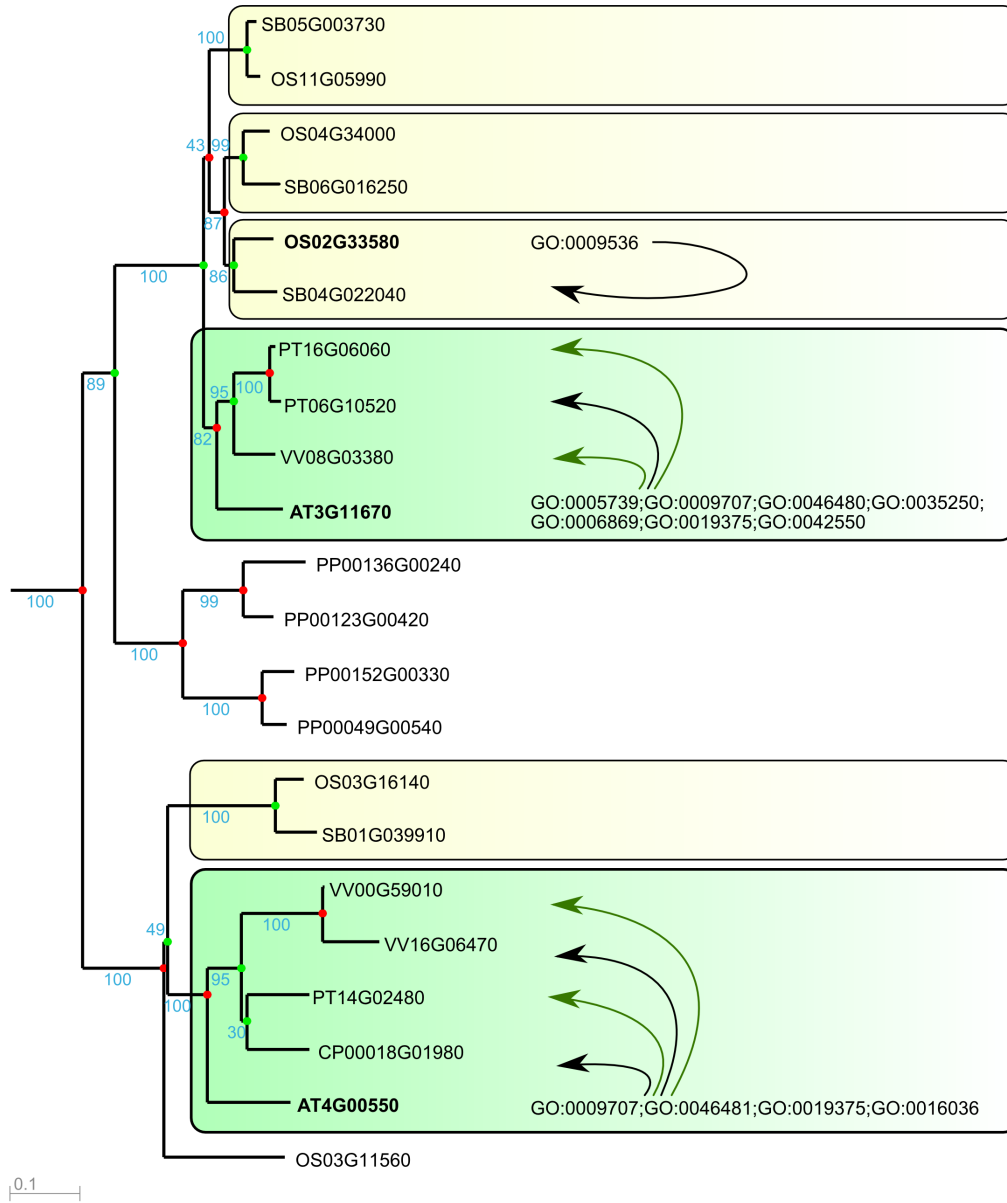 SB05G003730
100
OS11G05990
OS04G34000
43 99
SB06G016250
87
OS02G33580 GO:0009536
100 86
SB04G022040
PT16G06060
89 95 100
PT06G10520
82
VV08G03380
GO:0005739;GO:0009707;GO:0046480;GO:0035250;
AT3G11670
GO:0006869;GO:0019375;GO:0042550
PP00136G00240
100 99
PP00123G00420
100
PP00152G00330
100
PP00049G00540
OS03G16140
100
SB01G039910
VV00G59010
100
49
VV16G06470
100 100 95
PT14G02480
30
CP00018G01980
AT4G00550 GO:0009707;GO:0046481;GO:0019375;GO:0016036
OS03G11560
0.1